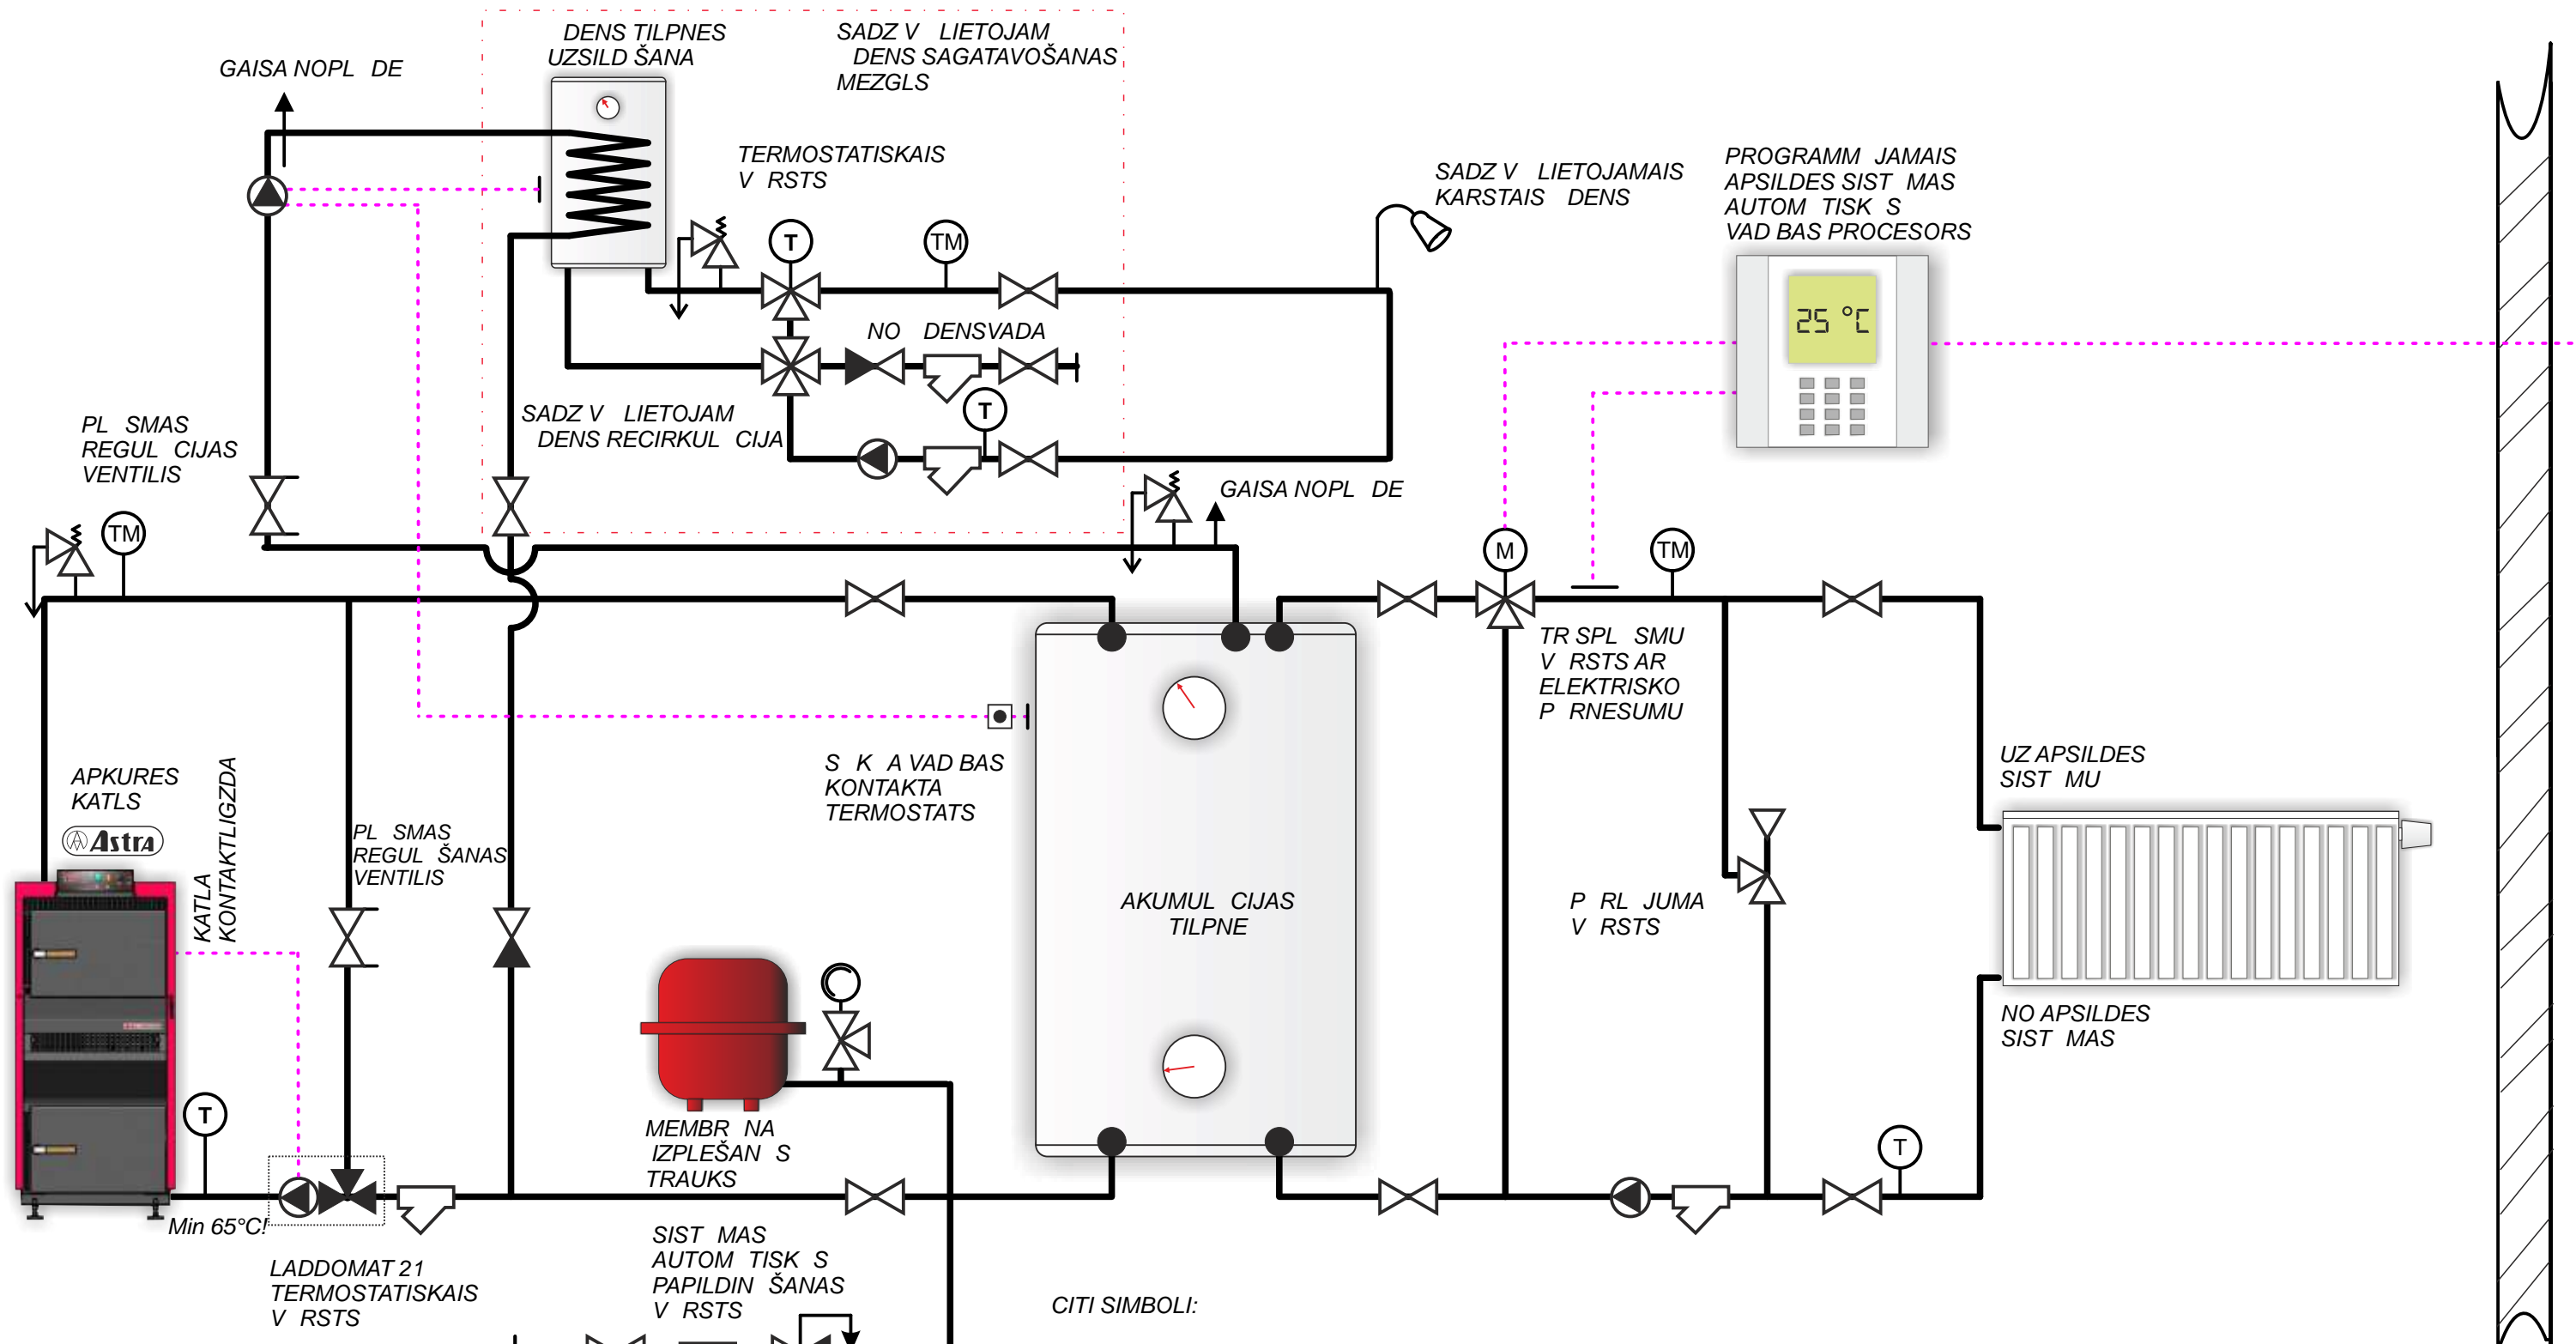 DENS TILPNES
UZSILD ŠANA
SADZ V LIETOJAM
DENS SAGATAVOŠANAS
MEZGLS
GAISA NOPL DE
TERMOSTATISKAIS
V RSTS
T
TM
SADZ V LIETOJAMAIS
KARSTAIS DENS
PROGRAMM JAMAIS
APSILDES SIST MAS
AUTOM TISK S
VAD BAS PROCESORS
25 °C
NO DENSVADA
SADZ V LIETOJAM
DENS RECIRKUL CIJA
T
PL SMAS
REGUL CIJAS
VENTILIS
TM
GAISA NOPL DE
M
TM
TR SPL SMU
V RSTS AR
ELEKTRISKO
P RNESUMU
S K A VAD BAS
KONTAKTA
TERMOSTATS
UZ APSILDES
SIST MU
APKURES
KATLS
Astra
KATLA
KONTAKTLIGZDA
PL SMAS
REGUL ŠANAS
VENTILIS
AKUMUL CIJAS
TILPNE
P RL JUMA
V RSTS
NO APSILDES
SIST MAS
T
MEMBR NA
IZPLEŠAN S
TRAUKS
T
Min 65°C!
LADDOMAT 21
TERMOSTATISKAIS
V RSTS
SIST MAS
AUTOM TISK S
PAPILDIN ŠANAS
V RSTS
CITI SIMBOLI: